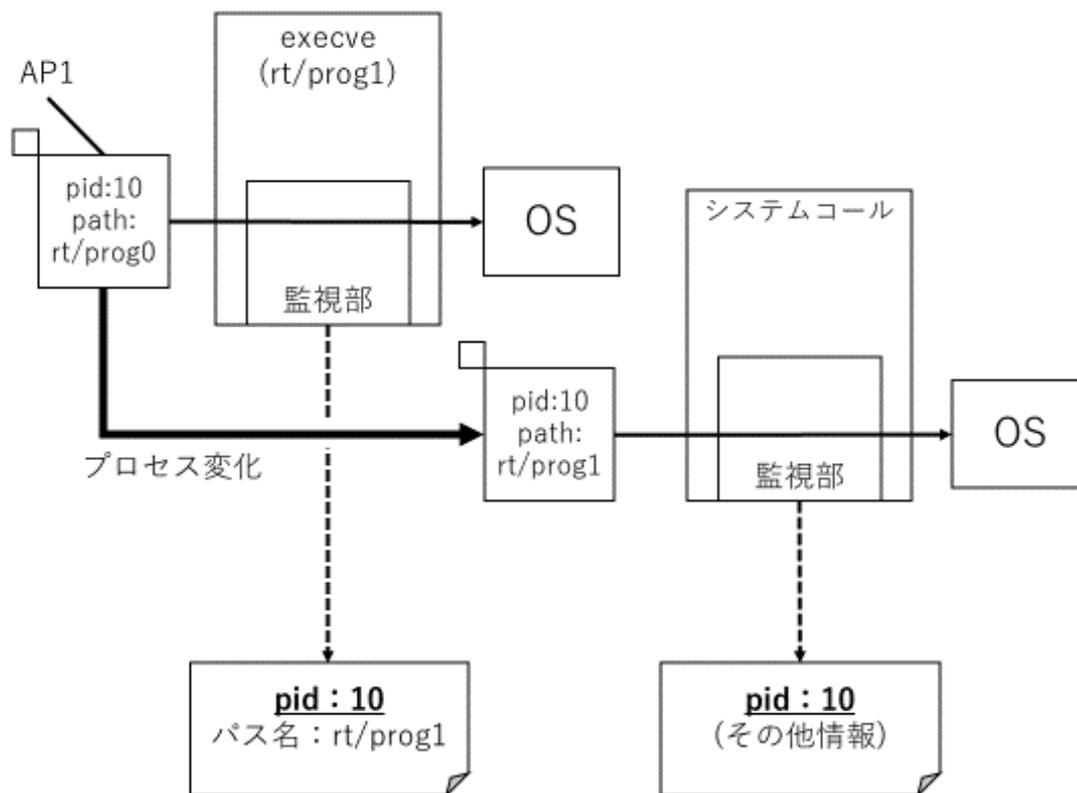 execve
(rt/prog1)
AP1
pid:10
path:
rt/prog0
OS
監視部
システムコール
プロセス変化
pid:10
path:
rt/prog1
OS
監視部
pid：10
パス名：rt/prog1
pid：10
(その他情報)